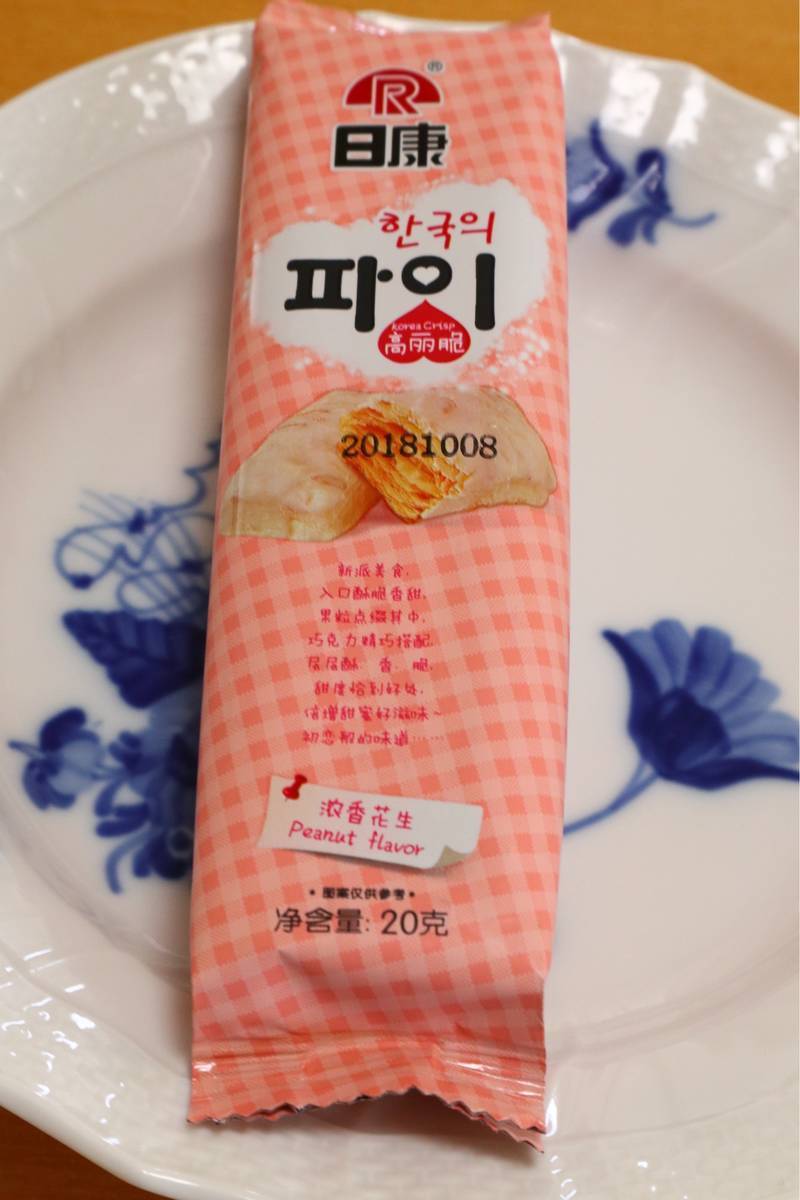 R®
日康
한국의
파이
Korea Crisp
高丽脆
20181008
新派美食,
入口酥脆香甜,
果粒点缀其中,
巧克力精巧搭配,
层层酥、香、脆,
甜度恰到好处,
倍增甜蜜好滋味~
初恋般的味道……
浓香花生
Peanut flavor
•图案仅供参考•
净含量: 20克